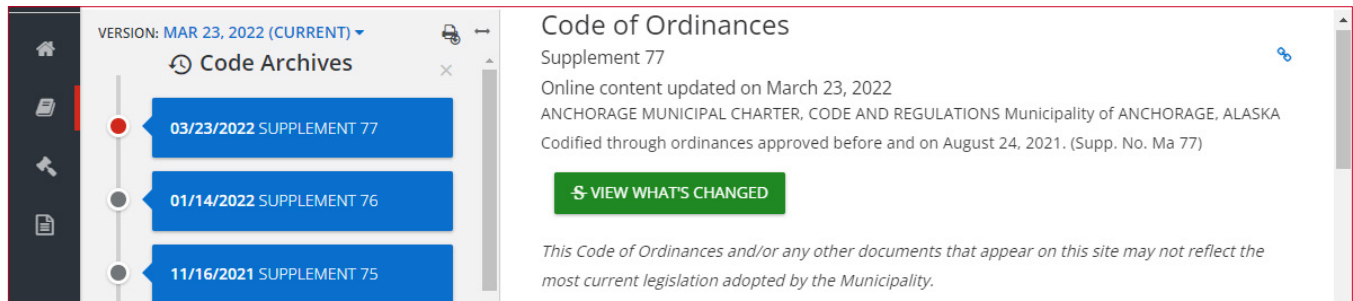 VERSION: MAR 23, 2022 (CURRENT)
Code Archives
03/23/2022 SUPPLEMENT 77
01/14/2022 SUPPLEMENT 76
11/16/2021 SUPPLEMENT 75
Code of Ordinances
Supplement 77
Online content updated on March 23, 2022
ANCHORAGE MUNICIPAL CHARTER, CODE AND REGULATIONS Municipality of ANCHORAGE, ALASKA
Codified through ordinances approved before and on August 24, 2021. (Supp. No. Ma 77)
S VIEW WHAT'S CHANGED
This Code of Ordinances and/or any other documents that appear on this site may not reflect the
most current legislation adopted by the Municipality.